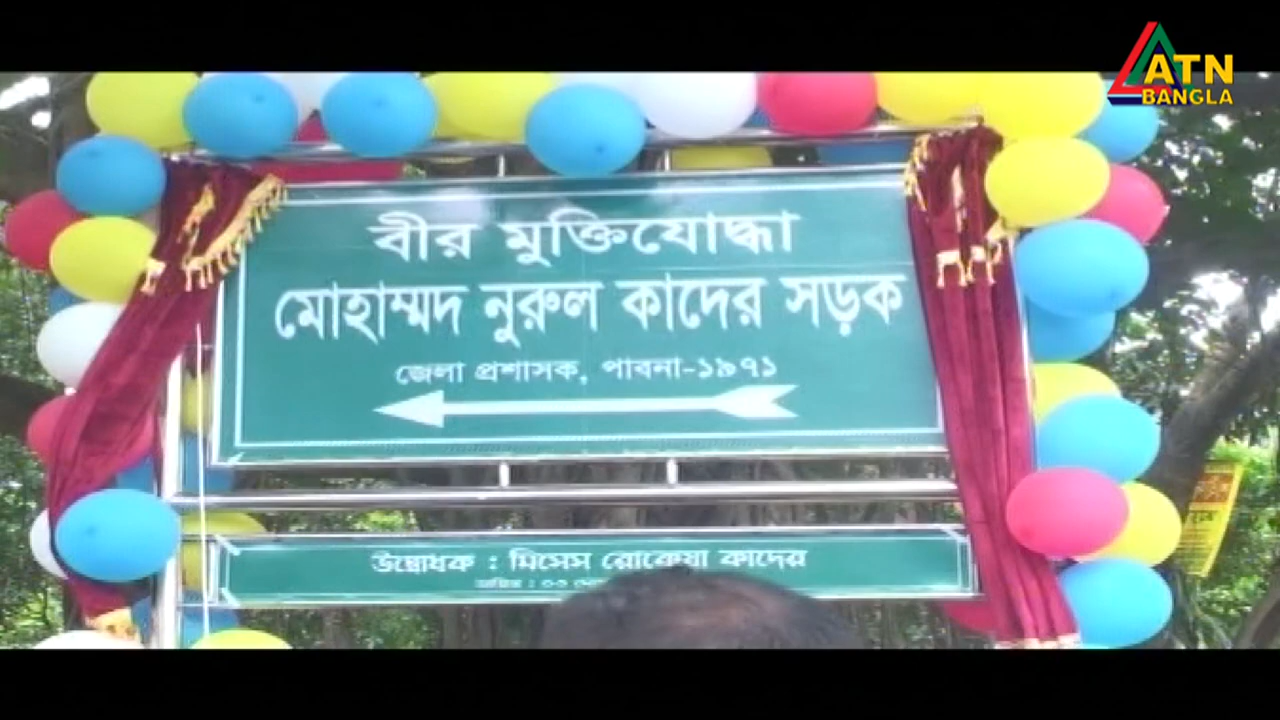 ATN
BANGLA
বীর মুক্তিযোদ্ধা
মোহাম্মদ নুরুল কাদের সড়ক
জেলা প্রশাসক, পাবনা-১৯৭১
উদ্বোধক : মিসেস রোকেয়া কাদের